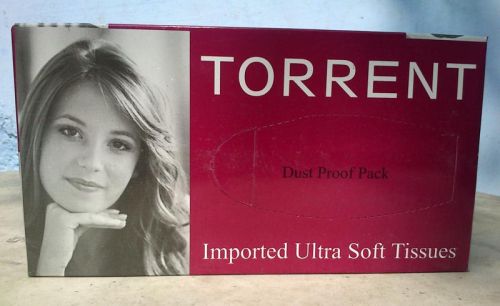 TORRENT
Dust Proof Pack
Imported Ultra Soft Tissues